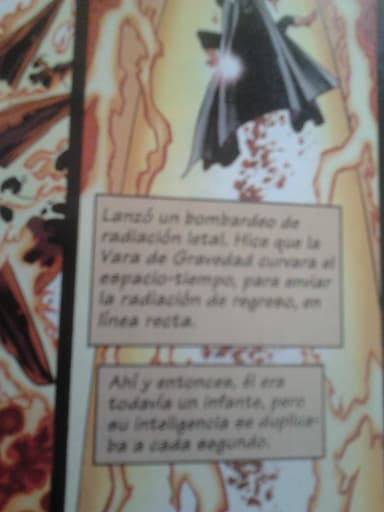 Lanzó un bombardeo de
radiación letal. Hice que la
Vara de Gravedad curvara el
espacio-tiempo, para enviar
la radiación de regreso, en
línea recta.
Ahí y entonces, él era
todavía un infante, pero
su inteligencia se duplica-
ba a cada segundo.